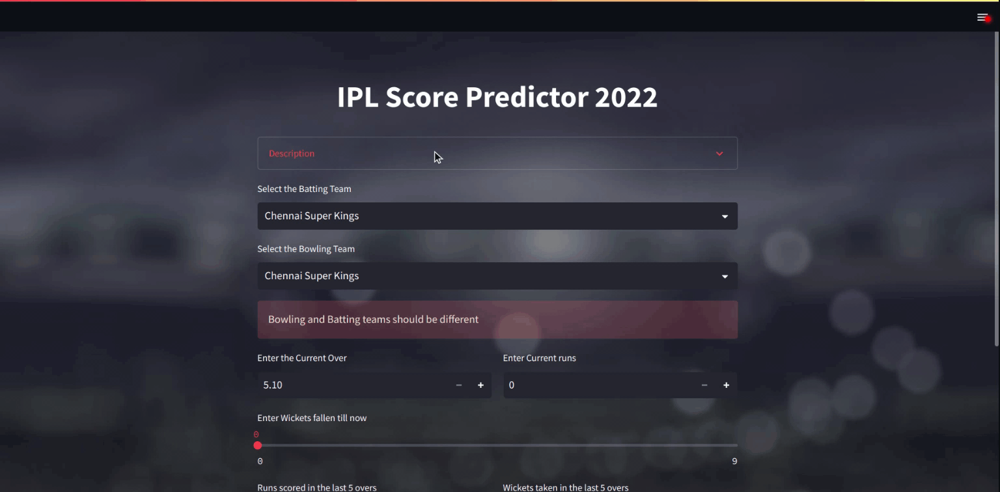 IPL Score Predictor 2022
Description
Select the Batting Team
Chennai Super Kings
Select the Bowling Team
Chennai Super Kings
Bowling and Batting teams should be different
Enter the Current Over
Enter Current runs
5.10
0
Enter Wickets fallen till now
0
0
9
Runs scored in the last 5 overs
Wickets taken in the last 5 overs